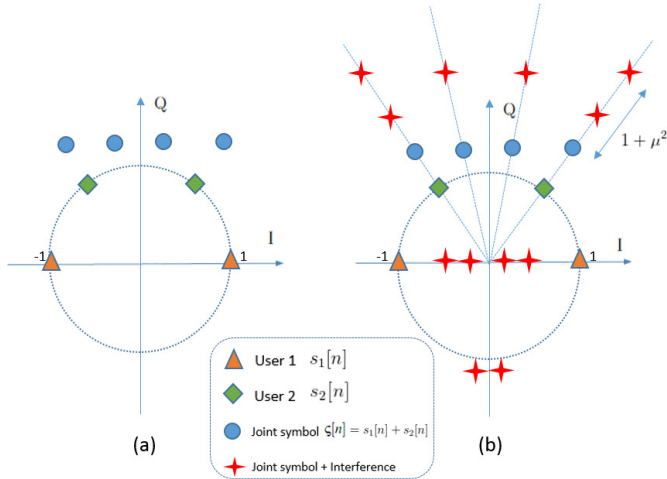 Q
I
-1
1
(a)
Q
I
-1
1
1 + μ²
(b)
User 1 s₁[n]
User 2 s₂[n]
Joint symbol ς[n] = s₁[n] + s₂[n]
Joint symbol + Interference